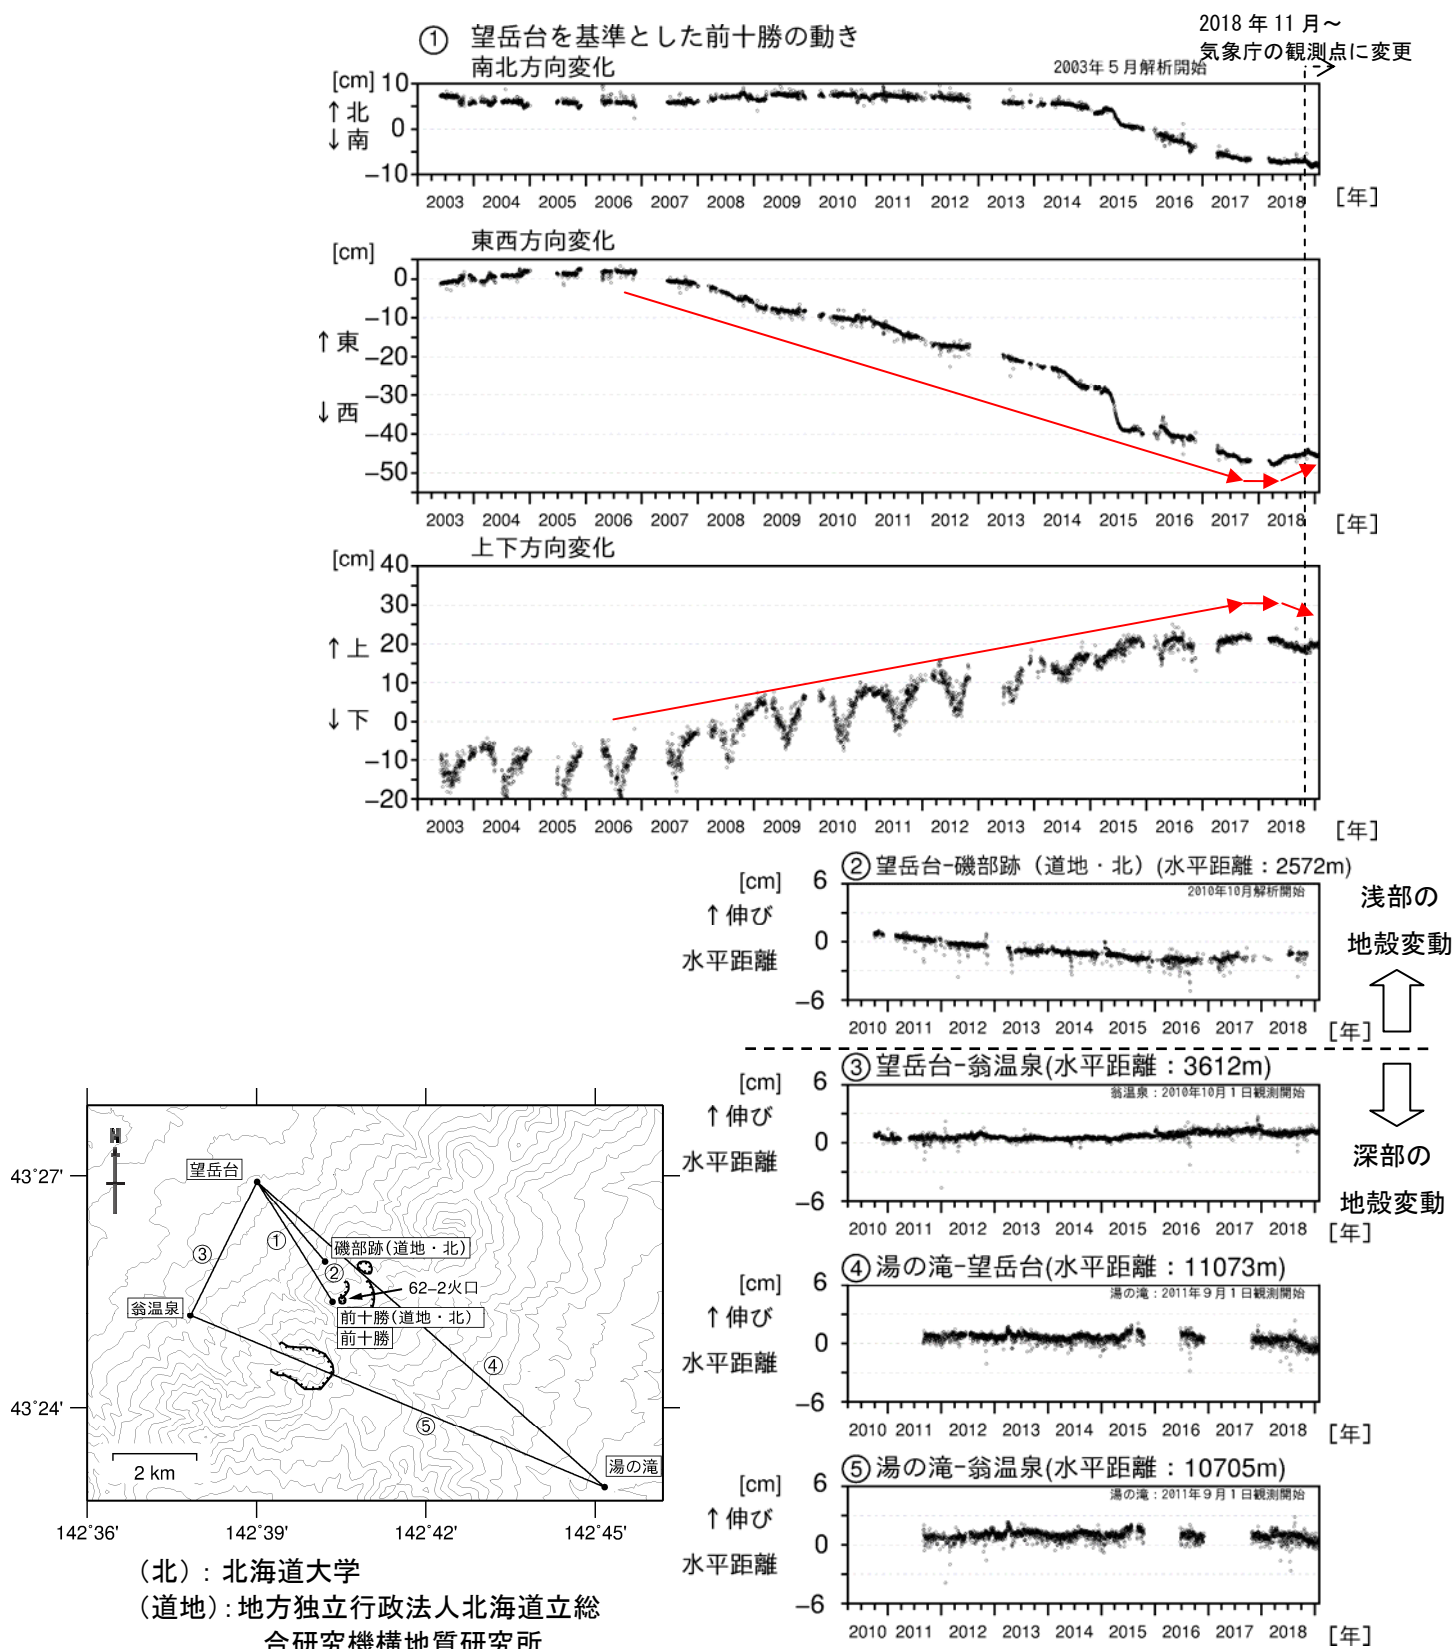 2018 年 11 月～
気象庁の観測点に変更
① 望岳台を基準とした前十勝の動き
南北方向変化
2003年５月解析開始
[cm]
10
↑北
0
↓南
−10
2003 2004 2005 2006 2007 2008 2009 2010 2011 2012 2013 2014 2015 2016 2017 2018
［年］
東西方向変化
[cm]
0
−10
↑東
−20
−30
↓西
−40
−50
2003 2004 2005 2006 2007 2008 2009 2010 2011 2012 2013 2014 2015 2016 2017 2018
［年］
上下方向変化
[cm]
40
30
↑上
20
10
↓下
0
−10
−20
2003 2004 2005 2006 2007 2008 2009 2010 2011 2012 2013 2014 2015 2016 2017 2018
［年］
② 望岳台−磯部跡（道地・北）(水平距離：2572m)
2010年10月解析開始
[cm]
6
↑伸び
0
水平距離
−6
2010 2011 2012 2013 2014 2015 2016 2017 2018
［年］
浅部の
地殻変動
③ 望岳台−翁温泉(水平距離：3612m)
翁温泉：2010年10月１日観測開始
[cm]
6
↑伸び
0
水平距離
−6
2010 2011 2012 2013 2014 2015 2016 2017 2018
［年］
深部の
地殻変動
④ 湯の滝−望岳台(水平距離：11073m)
湯の滝：2011年９月１日観測開始
[cm]
6
↑伸び
0
水平距離
−6
2010 2011 2012 2013 2014 2015 2016 2017 2018
［年］
⑤ 湯の滝−翁温泉(水平距離：10705m)
湯の滝：2011年９月１日観測開始
[cm]
6
↑伸び
0
水平距離
−6
2010 2011 2012 2013 2014 2015 2016 2017 2018
［年］
N
43˚27'
43˚24'
望岳台
③
①
②
磯部跡(道地・北)
62−2火口
翁温泉
前十勝(道地・北)
前十勝
④
⑤
湯の滝
2 km
142˚36' 142˚39' 142˚42' 142˚45'
（北）：北海道大学
（道地）：地方独立行政法人北海道立総
合研究機構地質研究所